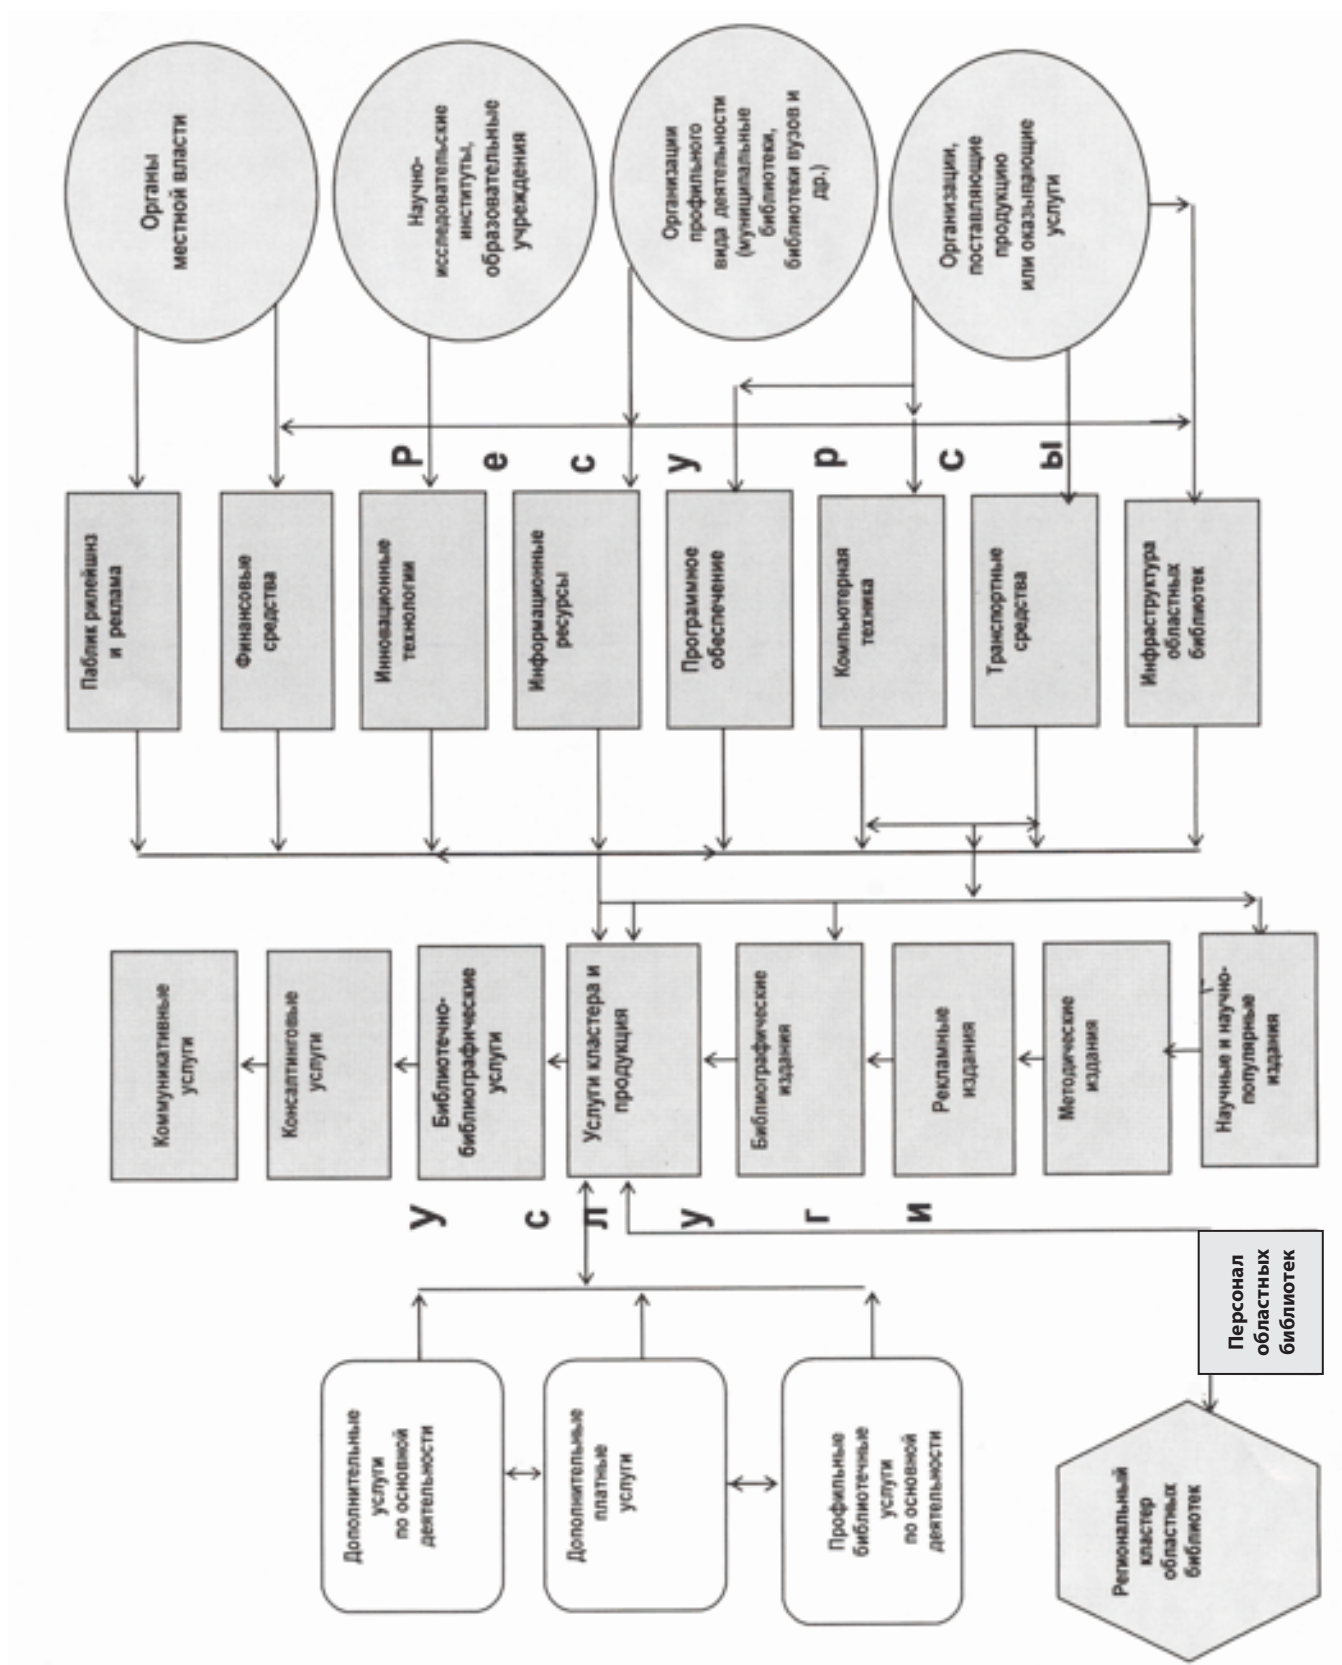 Органы
местной власти
Научно-
исследовательские
институты,
образовательные
учреждения
Организации
профильного
вида деятельности
(муниципальные
библиотеки,
библиотеки вузов и
др.)
Организации,
поставляющие
продукцию
или оказывающие
услуги
Ресурсы
Паблик рилейшнз
и реклама
Финансовые
средства
Инновационные
технологии
Информационные
ресурсы
Программное
обеспечение
Компьютерная
техника
Транспортные
средства
Инфраструктура
областных
библиотек
Коммуникативные
услуги
Консалтинговые
услуги
Библиотечно-
библиографические
услуги
Услуги кластера и
продукция
Библиографические
издания
Рекламные
издания
Методические
издания
Научные и научно-
популярные
издания
Услуги
Дополнительные
услуги
по основной
деятельности
Дополнительные
платные
услуги
Профильные
библиотечные
услуги
по основной
деятельности
Персонал
областных
библиотек
Региональный
кластер
областных
библиотек